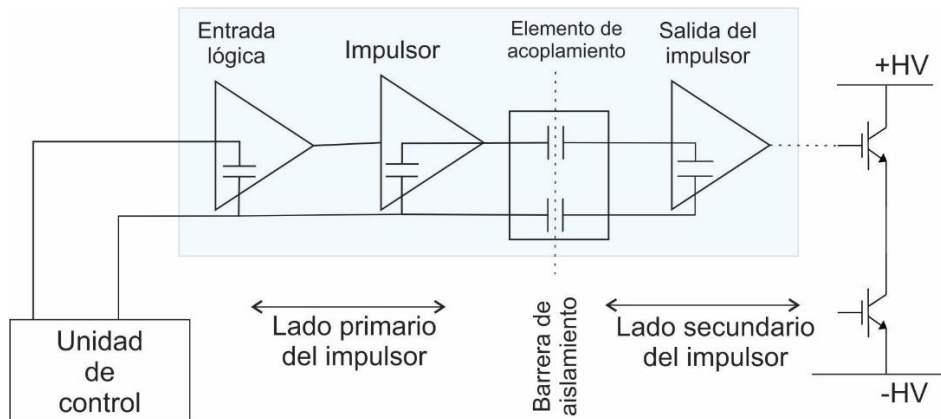 Entrada
lógica
Impulsor
Elemento de
acoplamiento
Salida del
impulsor
+HV
Lado primario
del impulsor
Barrera de
aislamiento
Lado secundario
del impulsor
-HV
Unidad
de
control